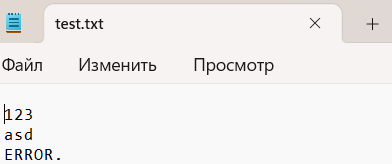 test.txt
Файл Изменить Просмотр
123
asd
ERROR.